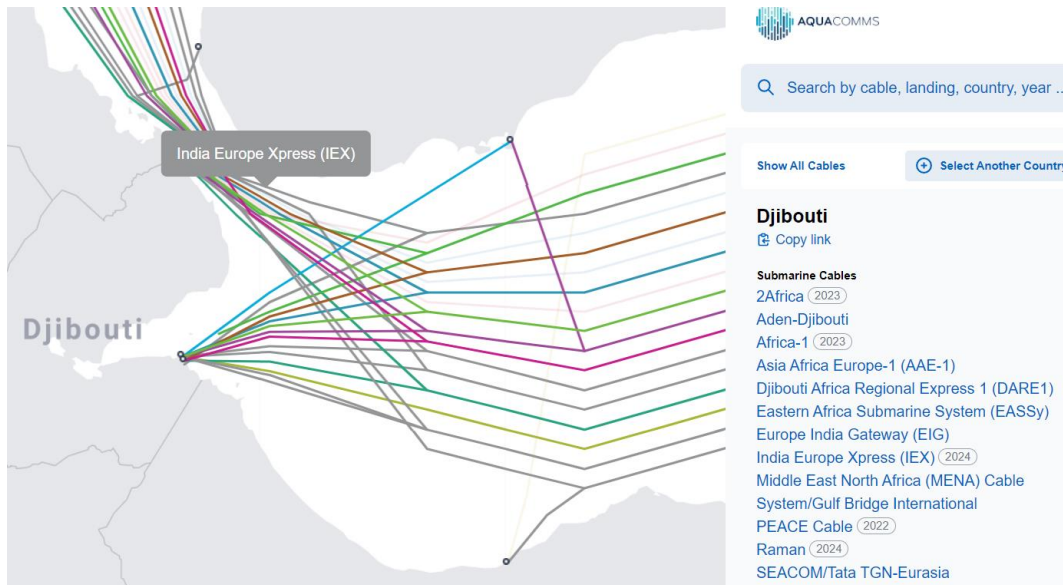 AQUACOMMS
Search by cable, landing, country, year ...
India Europe Xpress (IEX)
Show All Cables
Select Another Country
Djibouti
Copy link
Submarine Cables
2Africa 2023
Aden-Djibouti
Africa-1 2023
Asia Africa Europe-1 (AAE-1)
Djibouti Africa Regional Express 1 (DARE1)
Eastern Africa Submarine System (EASSy)
Europe India Gateway (EIG)
India Europe Xpress (IEX) 2024
Middle East North Africa (MENA) Cable
System/Gulf Bridge International
PEACE Cable 2022
Raman 2024
SEACOM/Tata TGN-Eurasia
Djibouti